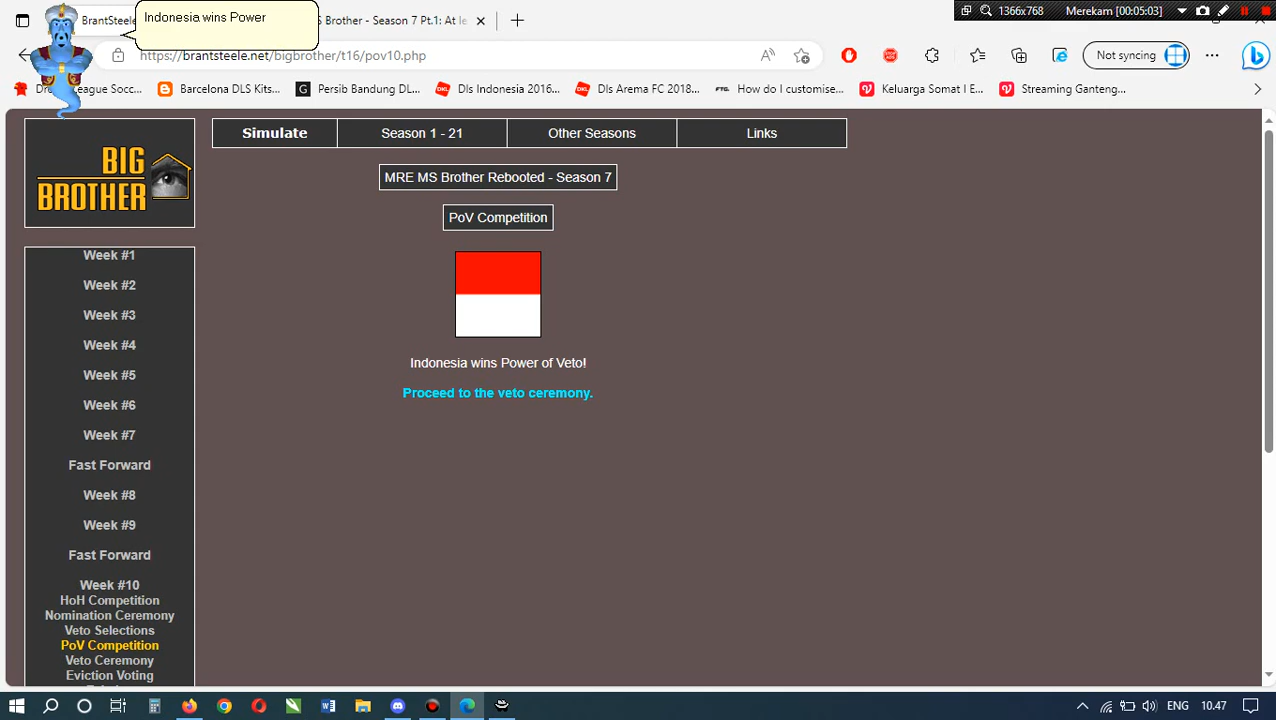 Indonesia wins Power
BrantSteele
S Brother - Season 7 Pt.1: At le
1366x768
Merekam (00:05:03)
https://brantsteele.net/bigbrother/t16/pov10.php
Not syncing
League Socc...
Barcelona DLS Kits...
Persib Bandung DL...
Dls Indonesia 2016...
Dls Arema FC 2018...
How do I customise...
Keluarga Somat I E...
Streaming Ganteng...
BIG
BROTHER
Simulate
Season 1 - 21
Other Seasons
Links
MRE MS Brother Rebooted - Season 7
PoV Competition
Indonesia wins Power of Veto!
Proceed to the veto ceremony.
Week #1
Week #2
Week #3
Week #4
Week #5
Week #6
Week #7
Fast Forward
Week #8
Week #9
Fast Forward
Week #10
HoH Competition
Nomination Ceremony
Veto Selections
PoV Competition
Veto Ceremony
Eviction Voting
ENG
10.47